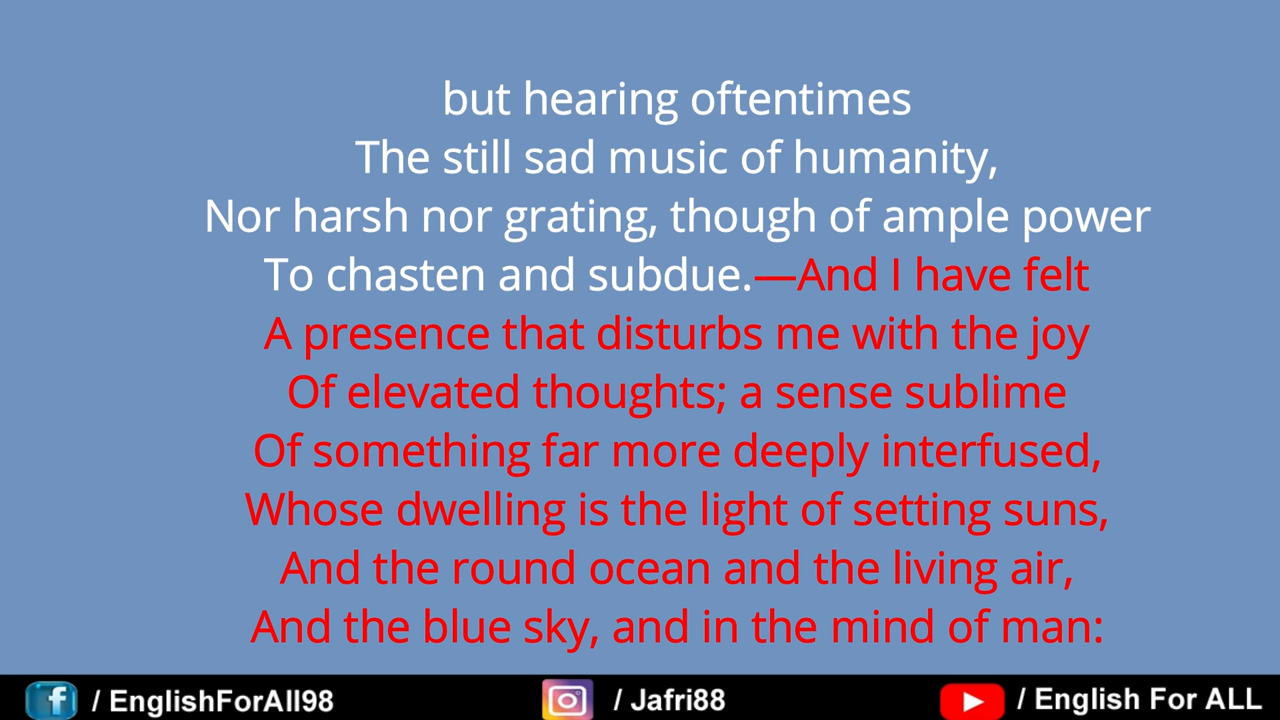 but hearing oftentimes
The still sad music of humanity,
Nor harsh nor grating, though of ample power
To chasten and subdue.—And I have felt
A presence that disturbs me with the joy
Of elevated thoughts; a sense sublime
Of something far more deeply interfused,
Whose dwelling is the light of setting suns,
And the round ocean and the living air,
And the blue sky, and in the mind of man:
/ EnglishForAll98 / Jafri88 / English For ALL